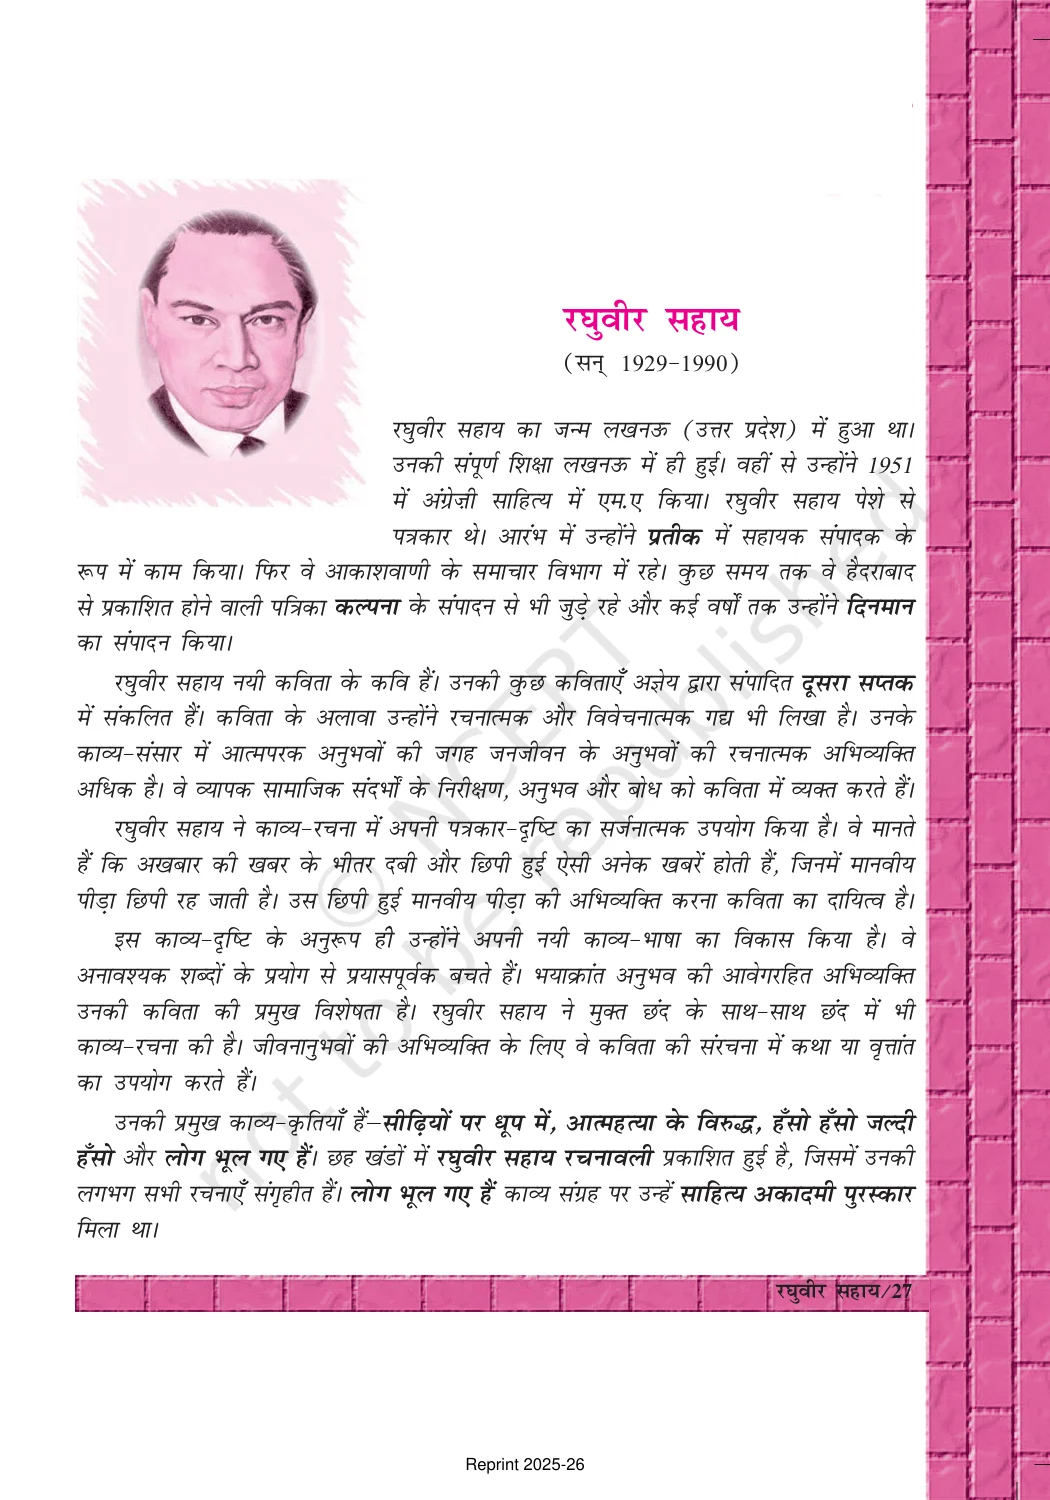 रघुवीर सहाय
(सन् 1929-1990)
रघुवीर सहाय का जन्म लखनऊ (उत्तर प्रदेश) में हुआ था।
उनकी संपूर्ण शिक्षा लखनऊ में ही हुई। वहीं से उन्होंने 1951
में अंग्रेज़ी साहित्य में एम.ए किया। रघुवीर सहाय पेशे से
पत्रकार थे। आरंभ में उन्होंने प्रतीक में सहायक संपादक के
रूप में काम किया। फिर वे आकाशवाणी के समाचार विभाग में रहे। कुछ समय तक वे हैदराबाद
से प्रकाशित होने वाली पत्रिका कल्पना के संपादन से भी जुड़े रहे और कई वर्षों तक उन्होंने दिनमान
का संपादन किया।
रघुवीर सहाय नयी कविता के कवि हैं। उनकी कुछ कविताएँ अज्ञेय द्वारा संपादित दूसरा सप्तक
में संकलित हैं। कविता के अलावा उन्होंने रचनात्मक और विवेचनात्मक गद्य भी लिखा है। उनके
काव्य-संसार में आत्मपरक अनुभवों की जगह जनजीवन के अनुभवों की रचनात्मक अभिव्यक्ति
अधिक है। वे व्यापक सामाजिक संदर्भों के निरीक्षण, अनुभव और बोध को कविता में व्यक्त करते हैं।
रघुवीर सहाय ने काव्य-रचना में अपनी पत्रकार-दृष्टि का सर्जनात्मक उपयोग किया है। वे मानते
हैं कि अखबार की खबर के भीतर दबी और छिपी हुई ऐसी अनेक खबरें होती हैं, जिनमें मानवीय
पीड़ा छिपी रह जाती है। उस छिपी हुई मानवीय पीड़ा की अभिव्यक्ति करना कविता का दायित्व है।
इस काव्य-दृष्टि के अनुरूप ही उन्होंने अपनी नयी काव्य-भाषा का विकास किया है। वे
अनावश्यक शब्दों के प्रयोग से प्रयासपूर्वक बचते हैं। भयाक्रांत अनुभव की आवेगरहित अभिव्यक्ति
उनकी कविता की प्रमुख विशेषता है। रघुवीर सहाय ने मुक्त छंद के साथ-साथ छंद में भी
काव्य-रचना की है। जीवनानुभवों की अभिव्यक्ति के लिए वे कविता की संरचना में कथा या वृत्तांत
का उपयोग करते हैं।
उनकी प्रमुख काव्य-कृतियाँ हैं–सीढ़ियों पर धूप में, आत्महत्या के विरुद्ध, हँसो हँसो जल्दी
हँसो और लोग भूल गए हैं। छह खंडों में रघुवीर सहाय रचनावली प्रकाशित हुई है, जिसमें उनकी
लगभग सभी रचनाएँ संगृहीत हैं। लोग भूल गए हैं काव्य संग्रह पर उन्हें साहित्य अकादमी पुरस्कार
मिला था।
© NCERT
not to be republished
रघुवीर सहाय/27
Reprint 2025-26